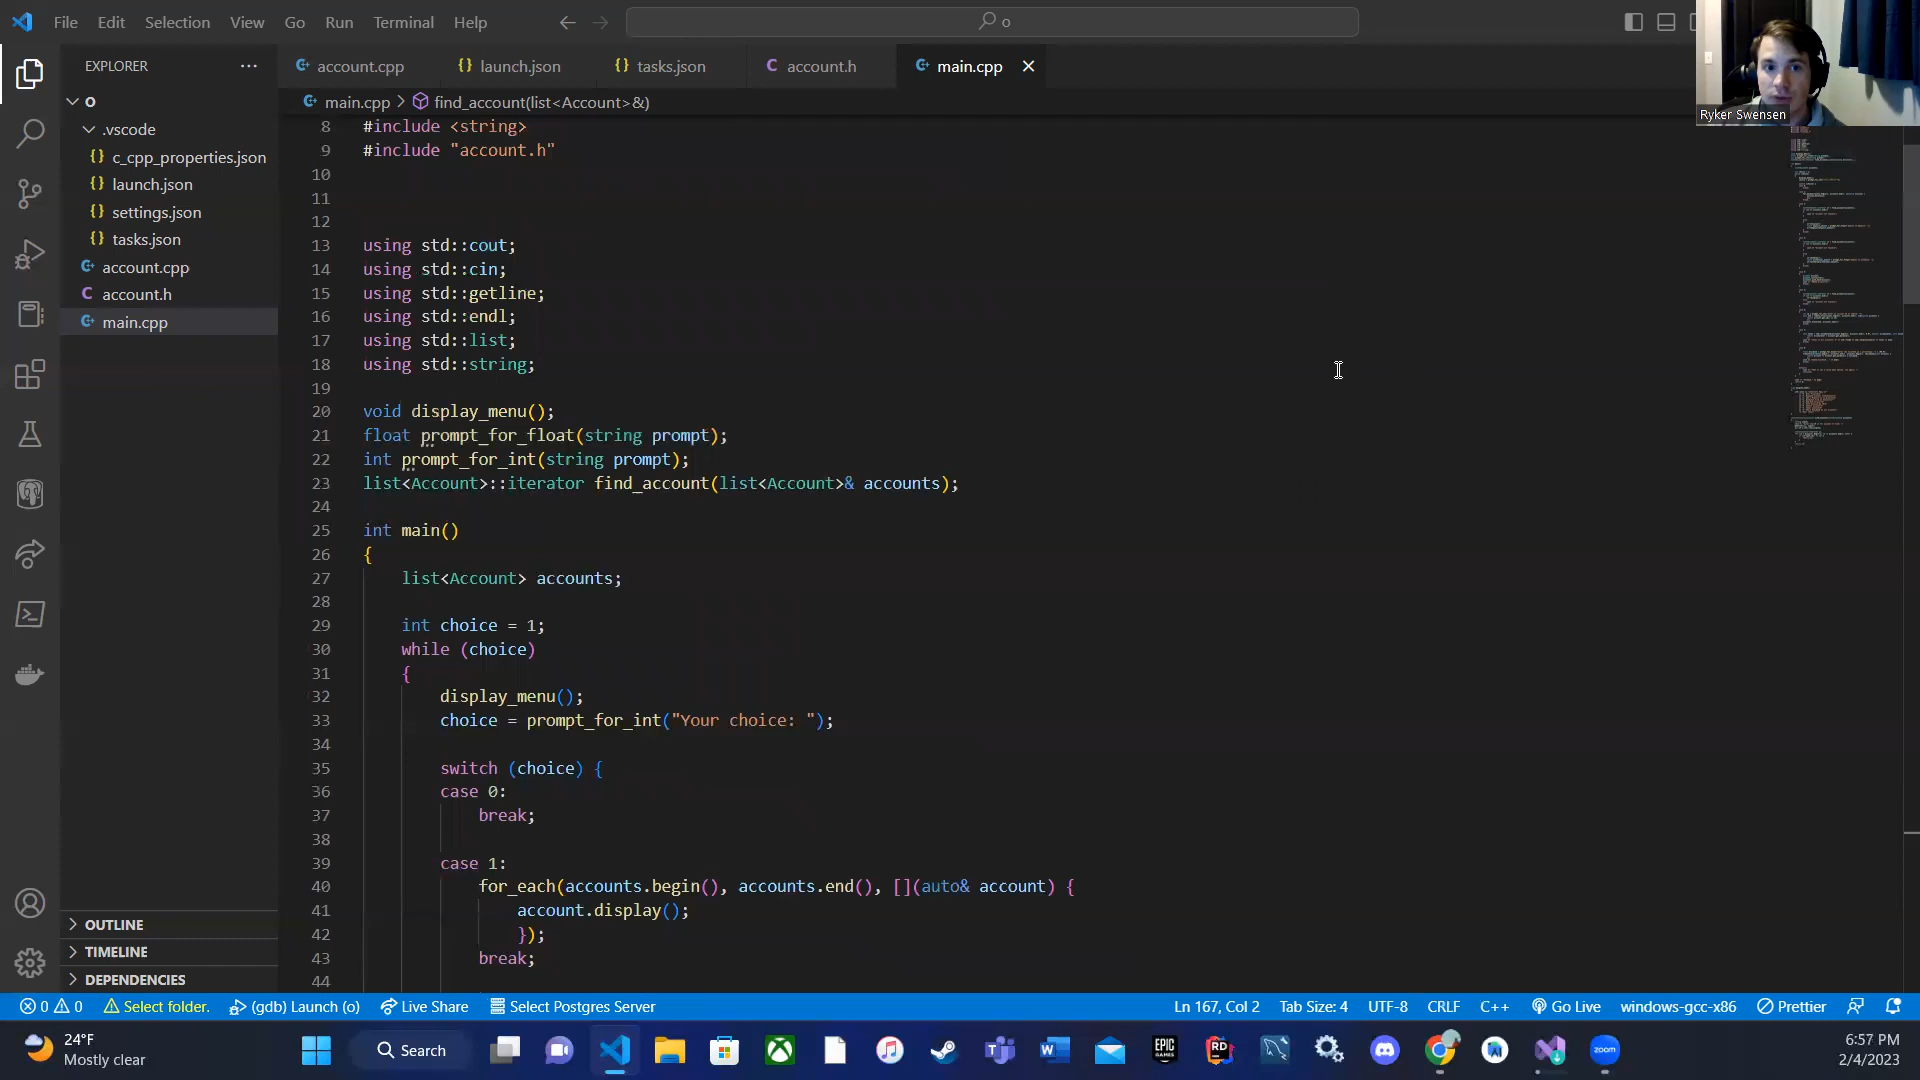 File Edit Selection View Go Run Terminal Help
o
EXPLORER
account.cpp launch.json tasks.json account.h main.cpp
main.cpp > find_account(list<Account>&)
Ryker Swensen
O
.vscode
c_cpp_properties.json
launch.json
settings.json
tasks.json
account.cpp
account.h
main.cpp
8 #include <string>
9 #include "account.h"
10
11
12
13 using std::cout;
14 using std::cin;
15 using std::getline;
16 using std::endl;
17 using std::list;
18 using std::string;
19
20 void display_menu();
21 float prompt_for_float(string prompt);
22 int prompt_for_int(string prompt);
23 list<Account>::iterator find_account(list<Account>& accounts);
24
25 int main()
26 {
27 list<Account> accounts;
28
29 int choice = 1;
30 while (choice)
31 {
32 display_menu();
33 choice = prompt_for_int("Your choice: ");
34
35 switch (choice) {
36 case 0:
37 break;
38
39 case 1:
40 for_each(accounts.begin(), accounts.end(), [](auto& account) {
41 account.display();
42 });
43 break;
44
OUTLINE
TIMELINE
DEPENDENCIES
0 0 Select folder. (gdb) Launch (o) Live Share Select Postgres Server
Ln 167, Col 2 Tab Size: 4 UTF-8 CRLF C++ Go Live windows-gcc-x86 Prettier
24°F
Mostly clear
Search
EPIC GAMES
RD
zoom
6:57 PM
2/4/2023